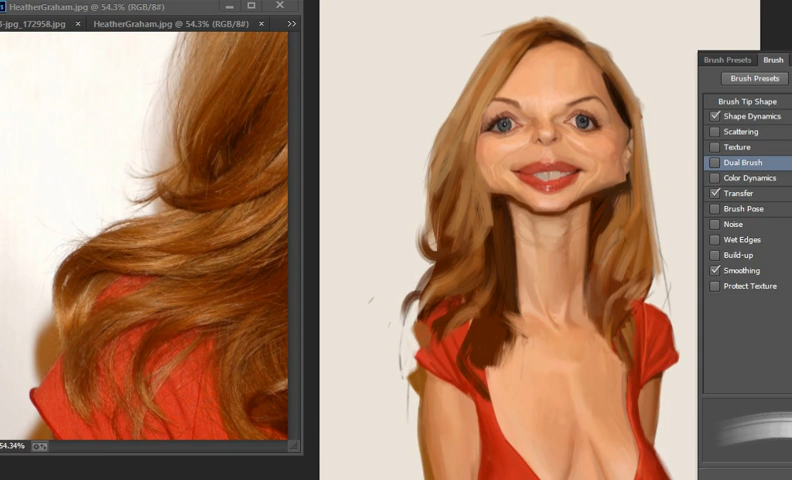 HeatherGraham.jpg @ 54.3% (RGB/8#)
-jpg_172958.jpg × HeatherGraham.jpg @ 54.3% (RGB/8#) ×
54.34%
Brush Presets Brush
Brush Presets
Brush Tip Shape
Shape Dynamics
Scattering
Texture
Dual Brush
Color Dynamics
Transfer
Brush Pose
Noise
Wet Edges
Build-up
Smoothing
Protect Texture